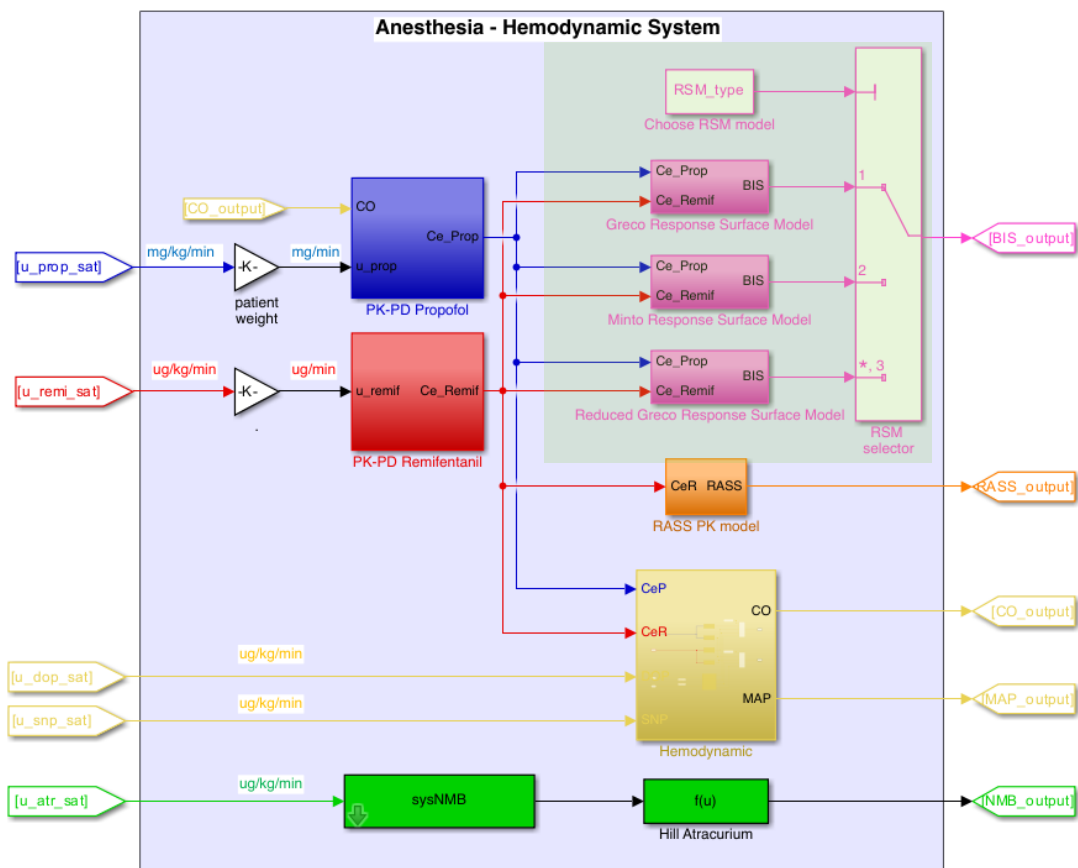 Anesthesia - Hemodynamic System
RSM_type
Choose RSM model
Ce_Prop
BIS
Ce_Remif
Greco Response Surface Model
1
[CO_output]
CO
Ce_Prop
u_prop
PK-PD Propofol
[u_prop_sat]
mg/kg/min
-K-
mg/min
patient
weight
[BIS_output]
Ce_Prop
BIS
Ce_Remif
Minto Response Surface Model
2
[u_remi_sat]
ug/kg/min
-K-
ug/min
.
u_remif
Ce_Remif
PK-PD Remifentanil
Ce_Prop
BIS
Ce_Remif
Reduced Greco Response Surface Model
*, 3
RSM
selector
CeR RASS
RASS PK model
RASS_output]
CeP
CO
CeR
MAP
SNP
Hemodynamic
[CO_output]
[u_dop_sat]
ug/kg/min
[u_snp_sat]
ug/kg/min
[MAP_output]
[u_atr_sat]
ug/kg/min
sysNMB
f(u)
Hill Atracurium
[NMB_output]